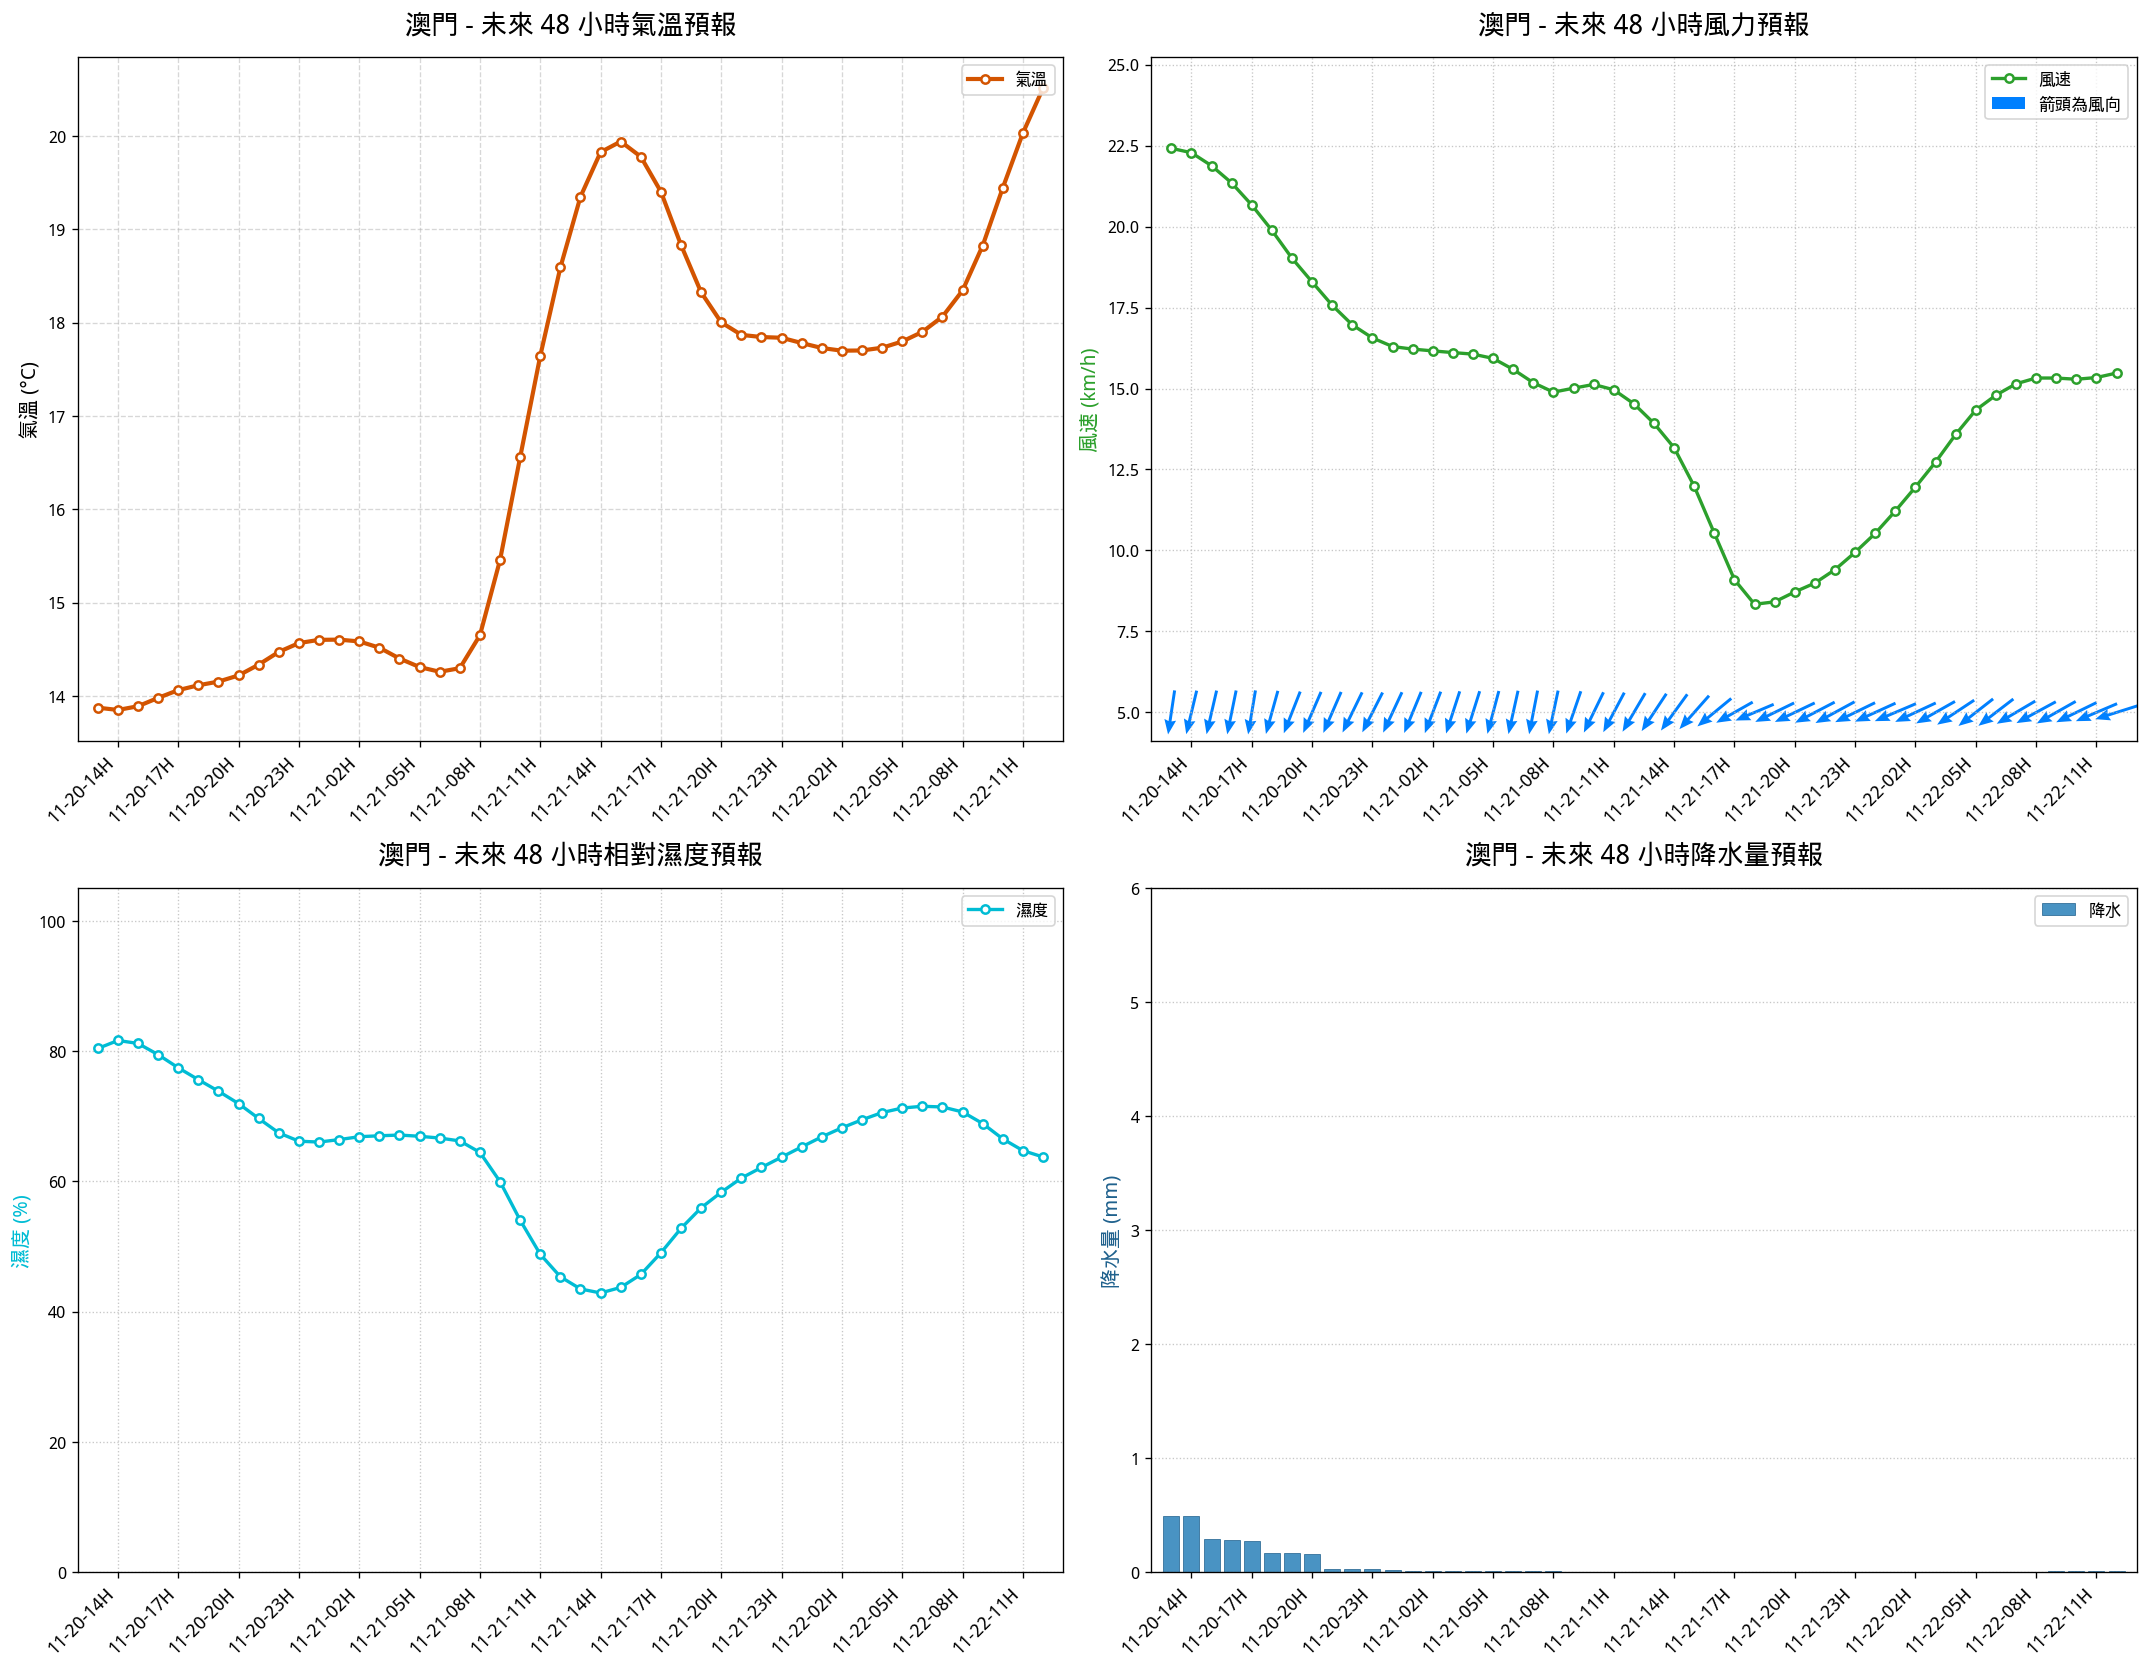 澳門 - 未來 48 小時氣溫預報
氣溫
氣溫 (°C)
20
19
18
17
16
15
14
11-20-14H
11-20-17H
11-20-20H
11-20-23H
11-21-02H
11-21-05H
11-21-08H
11-21-11H
11-21-14H
11-21-17H
11-21-20H
11-21-23H
11-22-02H
11-22-05H
11-22-08H
11-22-11H
澳門 - 未來 48 小時風力預報
風速
箭頭為風向
風速 (km/h)
25.0
22.5
20.0
17.5
15.0
12.5
10.0
7.5
5.0
11-20-14H
11-20-17H
11-20-20H
11-20-23H
11-21-02H
11-21-05H
11-21-08H
11-21-11H
11-21-14H
11-21-17H
11-21-20H
11-21-23H
11-22-02H
11-22-05H
11-22-08H
11-22-11H
澳門 - 未來 48 小時相對濕度預報
濕度
濕度 (%)
100
80
60
40
20
0
11-20-14H
11-20-17H
11-20-20H
11-20-23H
11-21-02H
11-21-05H
11-21-08H
11-21-11H
11-21-14H
11-21-17H
11-21-20H
11-21-23H
11-22-02H
11-22-05H
11-22-08H
11-22-11H
澳門 - 未來 48 小時降水量預報
降水
降水量 (mm)
6
5
4
3
2
1
0
11-20-14H
11-20-17H
11-20-20H
11-20-23H
11-21-02H
11-21-05H
11-21-08H
11-21-11H
11-21-14H
11-21-17H
11-21-20H
11-21-23H
11-22-02H
11-22-05H
11-22-08H
11-22-11H